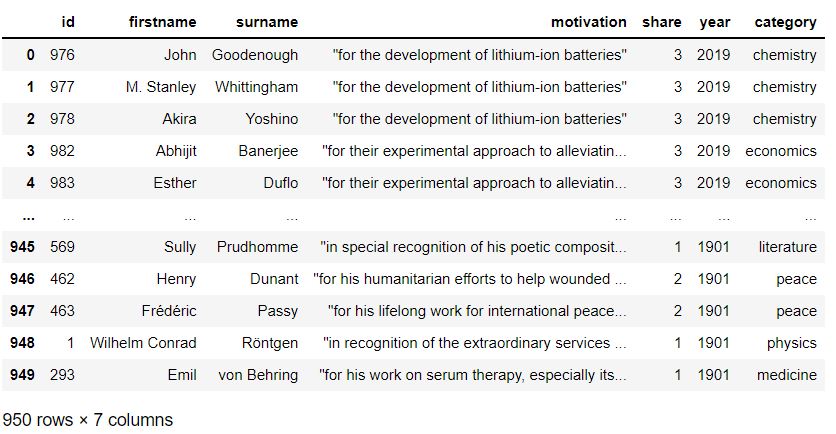 id firstname surname motivation share year category
0 976 John Goodenough "for the development of lithium-ion batteries" 3 2019 chemistry
1 977 M. Stanley Whittingham "for the development of lithium-ion batteries" 3 2019 chemistry
2 978 Akira Yoshino "for the development of lithium-ion batteries" 3 2019 chemistry
3 982 Abhijit Banerjee "for their experimental approach to alleviatin... 3 2019 economics
4 983 Esther Duflo "for their experimental approach to alleviatin... 3 2019 economics
... ... ... ... ... ... ... ...
945 569 Sully Prudhomme "in special recognition of his poetic composit... 1 1901 literature
946 462 Henry Dunant "for his humanitarian efforts to help wounded ... 2 1901 peace
947 463 Frédéric Passy "for his lifelong work for international peace... 2 1901 peace
948 1 Wilhelm Conrad Röntgen "in recognition of the extraordinary services ... 1 1901 physics
949 293 Emil von Behring "for his work on serum therapy, especially its... 1 1901 medicine
950 rows × 7 columns